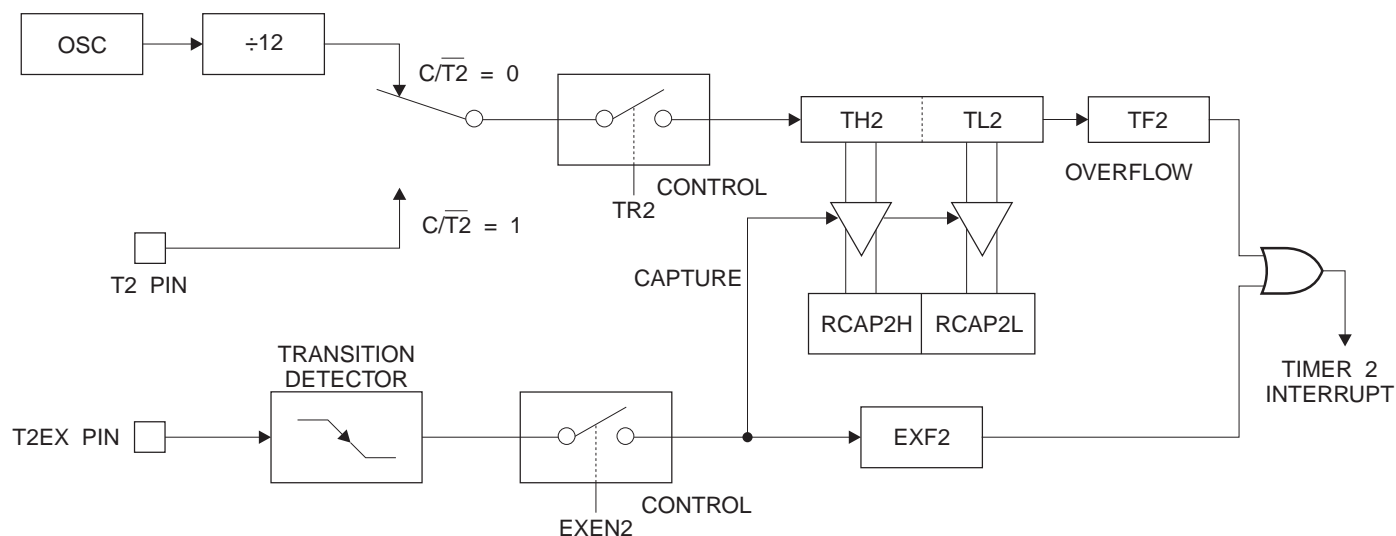 OSC
÷12
C/T2̅ = 0
TH2
TL2
TF2
OVERFLOW
CONTROL
TR2
C/T2̅ = 1
T2 PIN
CAPTURE
RCAP2H
RCAP2L
TRANSITION
DETECTOR
TIMER 2
INTERRUPT
T2EX PIN
EXF2
CONTROL
EXEN2